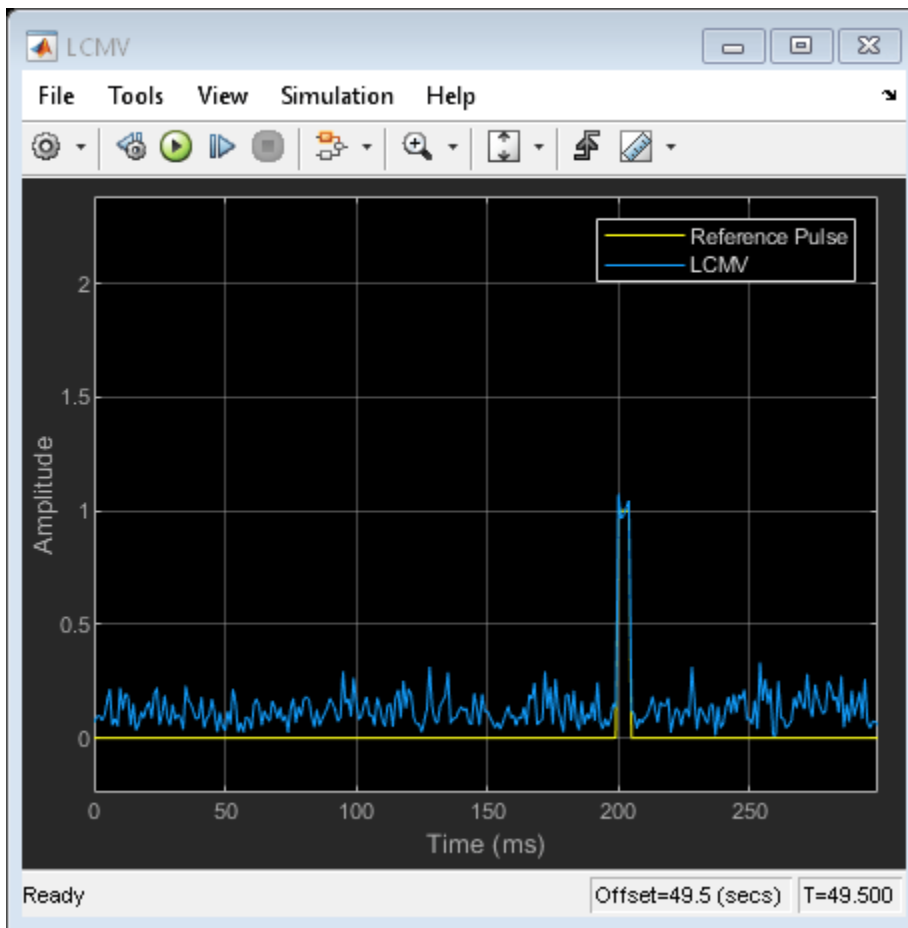 LCMV
File Tools View Simulation Help
Reference Pulse
LCMV
2
1.5
1
0.5
0
Amplitude
0 50 100 150 200 250
Time (ms)
Ready Offset=49.5 (secs) T=49.500